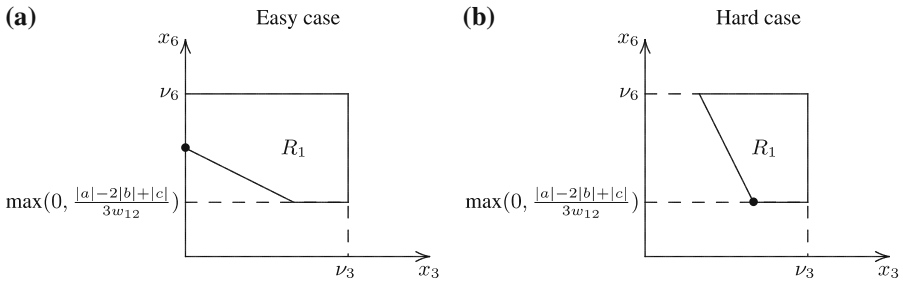 (a) Easy case
x₆
ν₆
R₁
max(0, |a|−2|b|+|c| / 3w₁₂)
ν₃
x₃
(b) Hard case
x₆
ν₆
R₁
max(0, |a|−2|b|+|c| / 3w₁₂)
ν₃
x₃